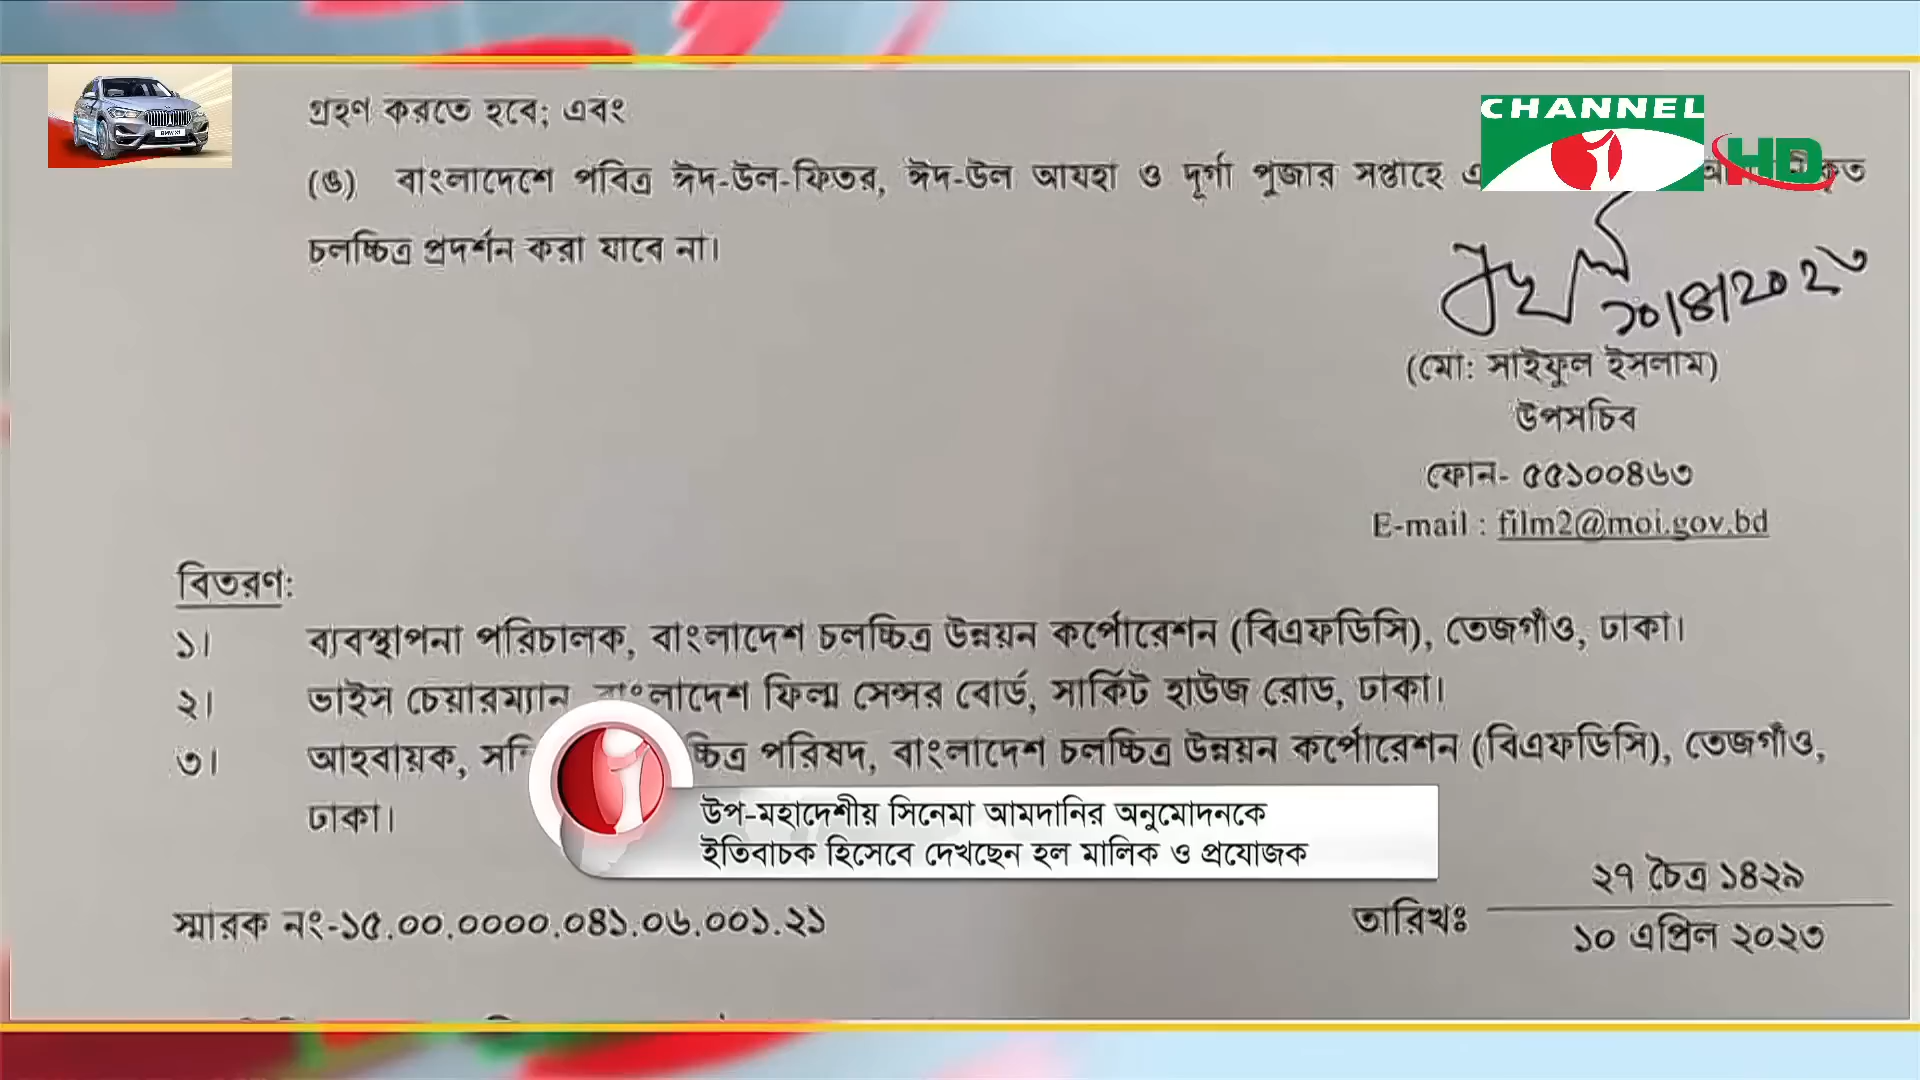 গ্রহণ করতে হবে; এবং
(ঙ) বাংলাদেশে পবিত্র ঈদ-উল-ফিতর, ঈদ-উল আযহা ও দূর্গা পুজার সপ্তাহে
চলচ্চিত্র প্রদর্শন করা যাবে না।
CHANNEL
i
HD
BMW X1
১০/৪/২০২৩
(মো: সাইফুল ইসলাম)
উপসচিব
ফোন- ৫৫১০০৪৬৩
E-mail : film2@moi.gov.bd
বিতরণ:
১। ব্যবস্থাপনা পরিচালক, বাংলাদেশ চলচ্চিত্র উন্নয়ন কর্পোরেশন (বিএফডিসি), তেজগাঁও, ঢাকা।
২। ভাইস চেয়ারম্যান, বাংলাদেশ ফিল্ম সেন্সর বোর্ড, সার্কিট হাউজ রোড, ঢাকা।
৩। আহবায়ক, পরিষদ, বাংলাদেশ চলচ্চিত্র উন্নয়ন কর্পোরেশন (বিএফডিসি), তেজগাঁও,
ঢাকা।
উপ-মহাদেশীয় সিনেমা আমদানির অনুমোদনকে
ইতিবাচক হিসেবে দেখছেন হল মালিক ও প্রযোজক
স্মারক নং-১৫.০০.০০০০.০৪১.০৬.০০১.২১
তারিখঃ ২৭ চৈত্র ১৪২৯
১০ এপ্রিল ২০২৩